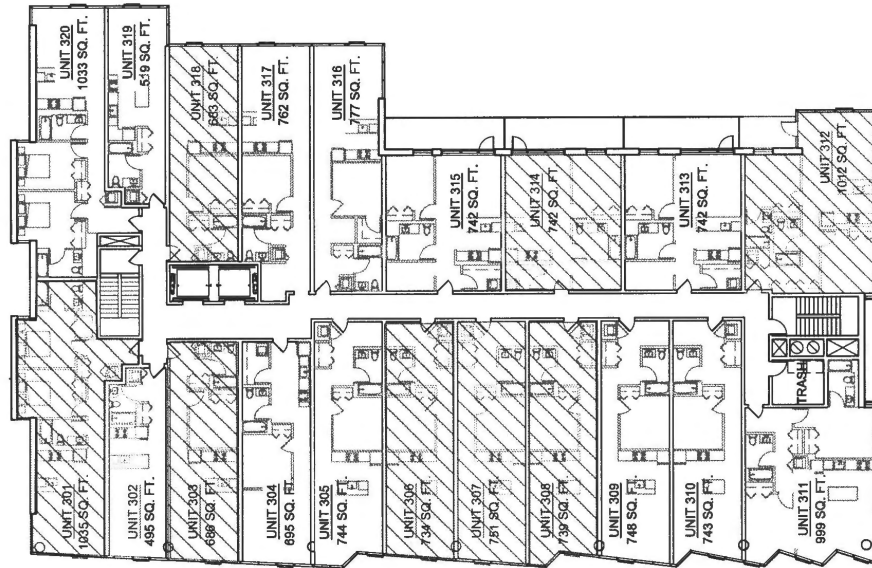 UNIT 320
1033 SQ. FT.
UNIT 319
519 SQ. FT.
UNIT 318
663 SQ. FT.
UNIT 317
762 SQ. FT.
UNIT 316
777 SQ. FT.
UNIT 315
742 SQ. FT.
UNIT 314
742 SQ. FT.
UNIT 313
742 SQ. FT.
UNIT 312
1012 SQ. FT.
UNIT 301
1035 SQ. FT.
UNIT 302
495 SQ. FT.
UNIT 303
686 SQ. FT.
UNIT 304
695 SQ. FT.
UNIT 305
744 SQ. FT.
UNIT 306
734 SQ. FT.
UNIT 307
751 SQ. FT.
UNIT 308
739 SQ. FT.
UNIT 309
748 SQ. FT.
UNIT 310
743 SQ. FT.
TRASH
UNIT 311
999 SQ. FT.